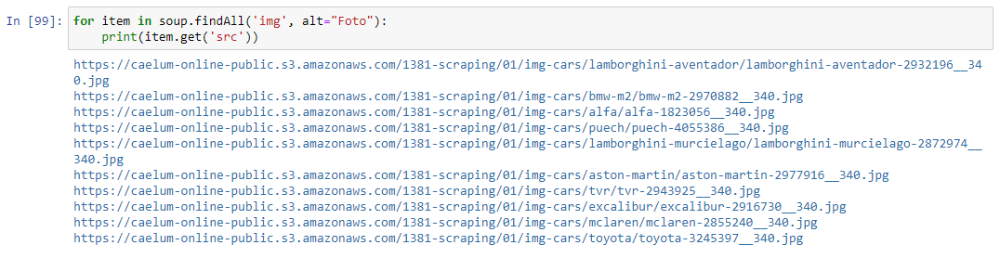 In [99]: for item in soup.findAll('img', alt="Foto"):
    print(item.get('src'))
https://caelum-online-public.s3.amazonaws.com/1381-scraping/01/img-cars/lamborghini-aventador/lamborghini-aventador-2932196__34
0.jpg
https://caelum-online-public.s3.amazonaws.com/1381-scraping/01/img-cars/bmw-m2/bmw-m2-2970882__340.jpg
https://caelum-online-public.s3.amazonaws.com/1381-scraping/01/img-cars/alfa/alfa-1823056__340.jpg
https://caelum-online-public.s3.amazonaws.com/1381-scraping/01/img-cars/puech/puech-4055386__340.jpg
https://caelum-online-public.s3.amazonaws.com/1381-scraping/01/img-cars/lamborghini-murcielago/lamborghini-murcielago-2872974__
340.jpg
https://caelum-online-public.s3.amazonaws.com/1381-scraping/01/img-cars/aston-martin/aston-martin-2977916__340.jpg
https://caelum-online-public.s3.amazonaws.com/1381-scraping/01/img-cars/tvr/tvr-2943925__340.jpg
https://caelum-online-public.s3.amazonaws.com/1381-scraping/01/img-cars/excalibur/excalibur-2916730__340.jpg
https://caelum-online-public.s3.amazonaws.com/1381-scraping/01/img-cars/mclaren/mclaren-2855240__340.jpg
https://caelum-online-public.s3.amazonaws.com/1381-scraping/01/img-cars/toyota/toyota-3245397__340.jpg